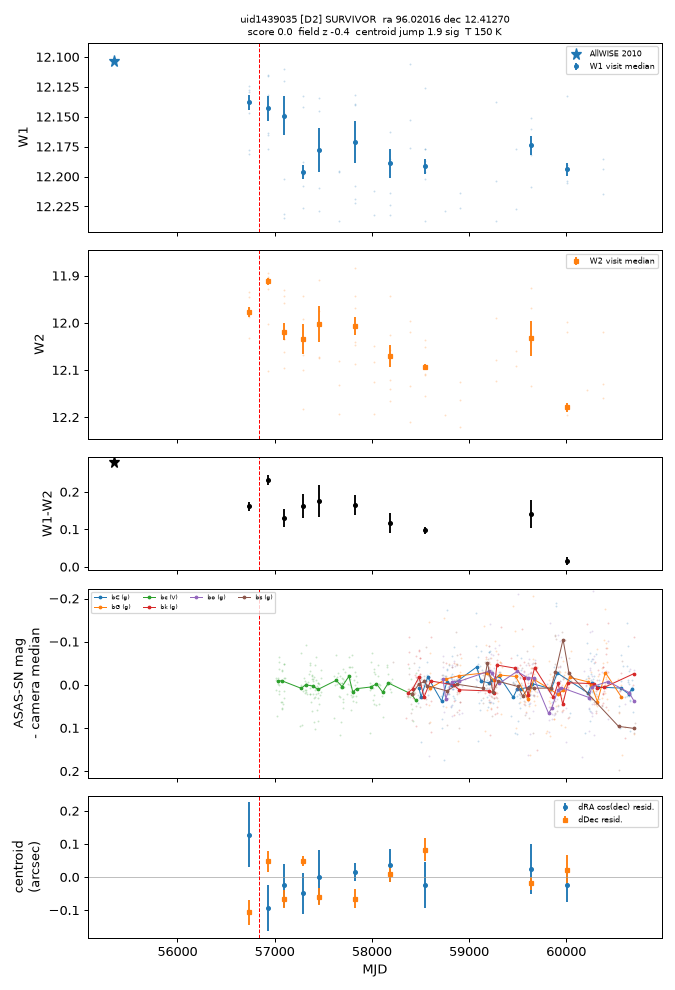 uid1439035 [D2] SURVIVOR ra 96.02016 dec 12.41270
score 0.0 field z -0.4 centroid jump 1.9 sig T 150 K
12.100
12.125
12.150
12.175
12.200
12.225
W1
AllWISE 2010
W1 visit median
11.9
12.0
12.1
12.2
W2
W2 visit median
0.2
0.1
0.0
W1-W2
−0.2
−0.1
0.0
0.1
0.2
ASAS-SN mag
- camera median
bC (g)
bG (g)
bk (g)
bs (g)
0.2
0.1
0.0
−0.1
centroid
(arcsec)
dRA cos(dec) resid.
dDec resid.
56000
57000
58000
59000
60000
MJD